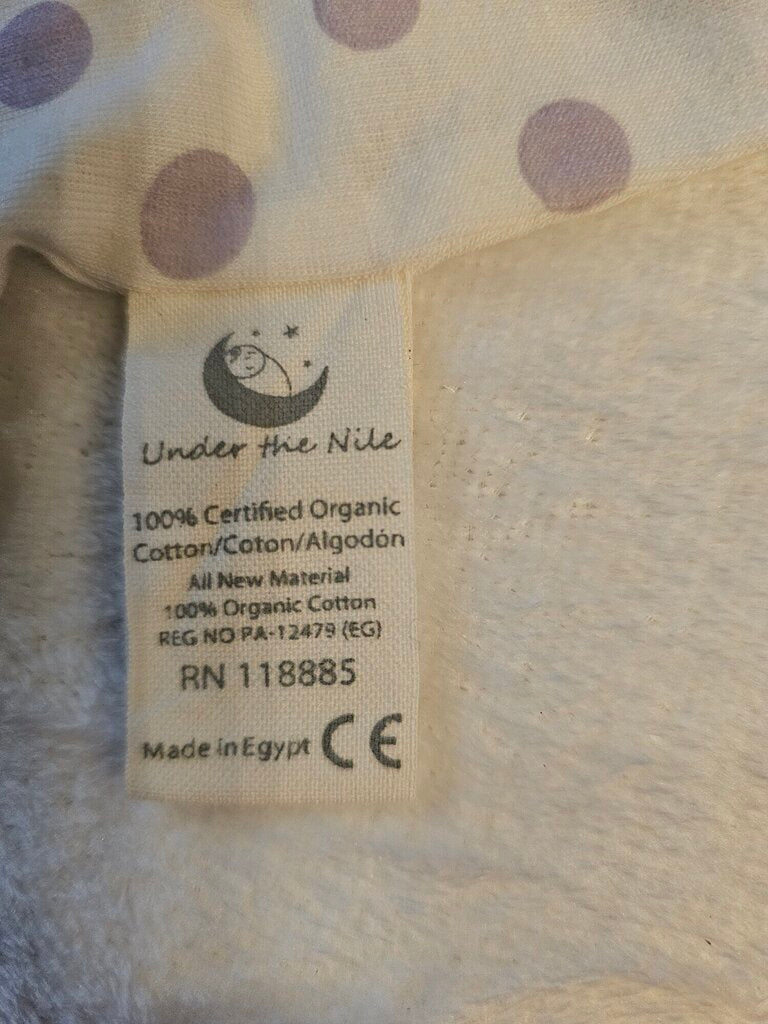 Under the Nile
100% Certified Organic
Cotton/Coton/Algodón
All New Material
100% Organic Cotton
REG NO PA-12479 (EG)
RN 118885
Made in Egypt CE